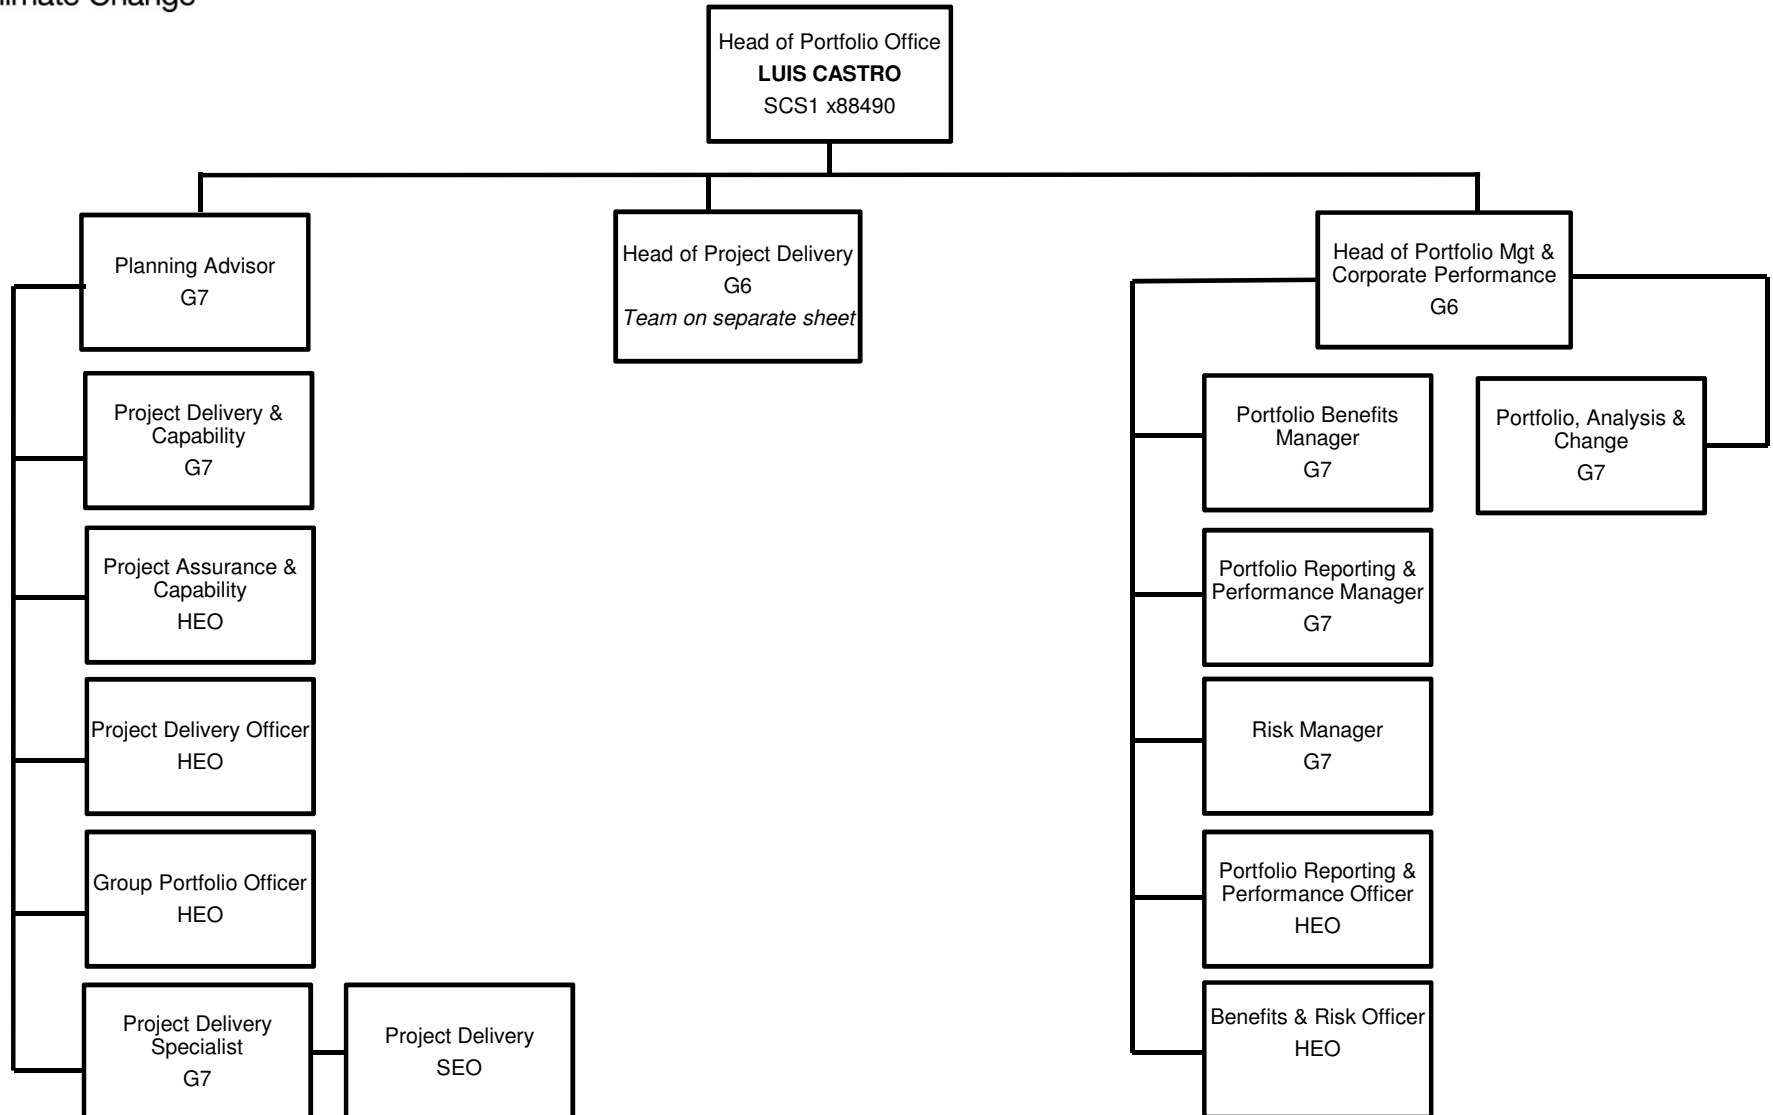 Change
Head of Portfolio Office
LUIS CASTRO
SCS1 x88490
Planning Advisor
G7
Head of Project Delivery
G6
Team on separate sheet
Head of Portfolio Mgt &
Corporate Performance
G6
Project Delivery &
Capability
G7
Project Assurance &
Capability
HEO
Project Delivery Officer
HEO
Group Portfolio Officer
HEO
Project Delivery
Specialist
G7
Project Delivery
SEO
Portfolio Benefits
Manager
G7
Portfolio, Analysis &
Change
G7
Portfolio Reporting &
Performance Manager
G7
Risk Manager
G7
Portfolio Reporting &
Performance Officer
HEO
Benefits & Risk Officer
HEO